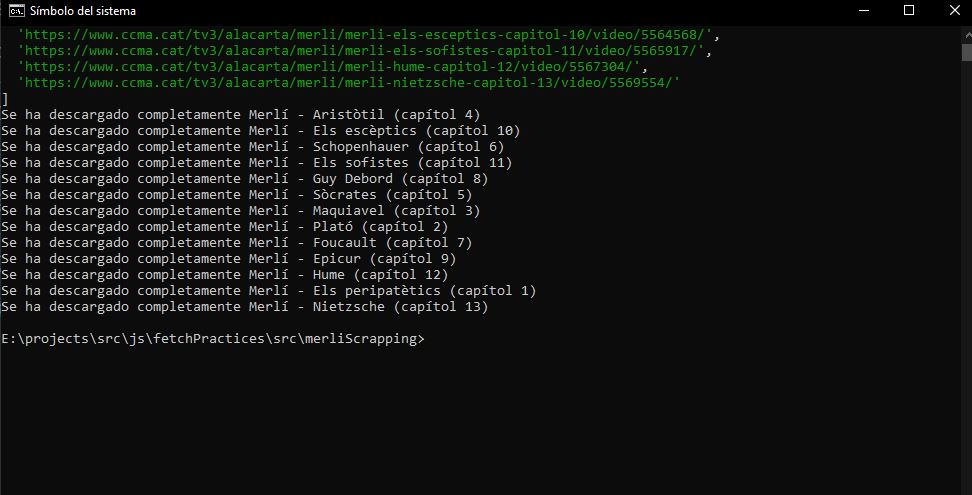 Símbolo del sistema
'https://www.ccma.cat/tv3/alacarta/merli/merli-els-esceptics-capitol-10/video/5564568/',
'https://www.ccma.cat/tv3/alacarta/merli/merli-els-sofistes-capitol-11/video/5565917/',
'https://www.ccma.cat/tv3/alacarta/merli/merli-hume-capitol-12/video/5567304/',
'https://www.ccma.cat/tv3/alacarta/merli/merli-nietzsche-capitol-13/video/5569554/'
]
Se ha descargado completamente Merlí - Aristòtil (capítol 4)
Se ha descargado completamente Merlí - Els escèptics (capítol 10)
Se ha descargado completamente Merlí - Schopenhauer (capítol 6)
Se ha descargado completamente Merlí - Els sofistes (capítol 11)
Se ha descargado completamente Merlí - Guy Debord (capítol 8)
Se ha descargado completamente Merlí - Sòcrates (capítol 5)
Se ha descargado completamente Merlí - Maquiavel (capítol 3)
Se ha descargado completamente Merlí - Plató (capítol 2)
Se ha descargado completamente Merlí - Foucault (capítol 7)
Se ha descargado completamente Merlí - Epicur (capítol 9)
Se ha descargado completamente Merlí - Hume (capítol 12)
Se ha descargado completamente Merlí - Els peripatètics (capítol 1)
Se ha descargado completamente Merlí - Nietzsche (capítol 13)
E:\projects\src\js\fetchPractices\src\merliScrapping>